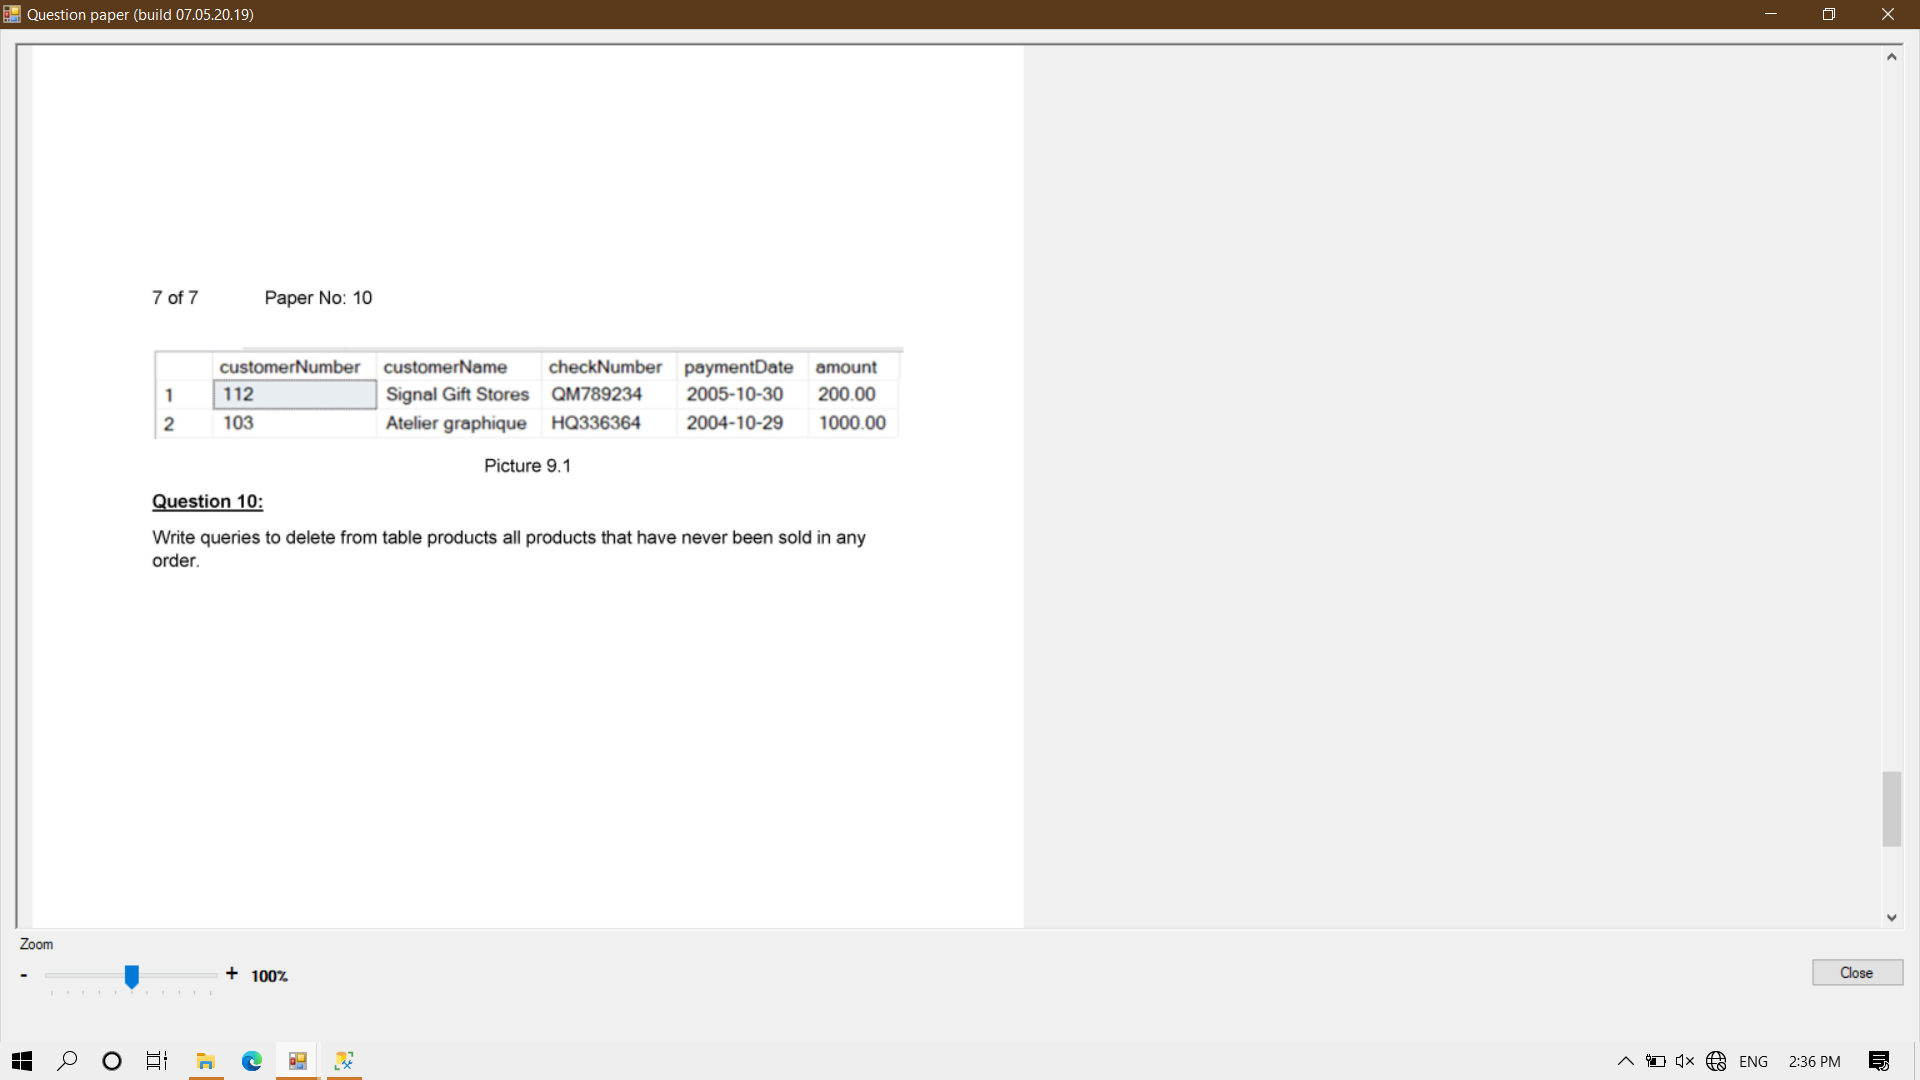 Question paper (build 07.05.20.19)
7 of 7 Paper No: 10
customerNumber customerName checkNumber paymentDate amount
1 112 Signal Gift Stores QM789234 2005-10-30 200.00
2 103 Atelier graphique HQ336364 2004-10-29 1000.00
Picture 9.1
Question 10:
Write queries to delete from table products all products that have never been sold in any
order.
Zoom
- + 100%
Close
ENG 2:36 PM